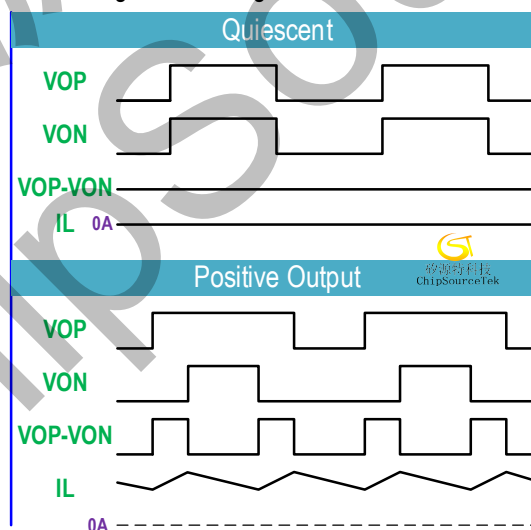 Quiescent
VOP
VON
VOP-VON
IL 0A
矽源特科技
ChipSourceTek
Positive Output
VOP
VON
VOP-VON
IL
0A